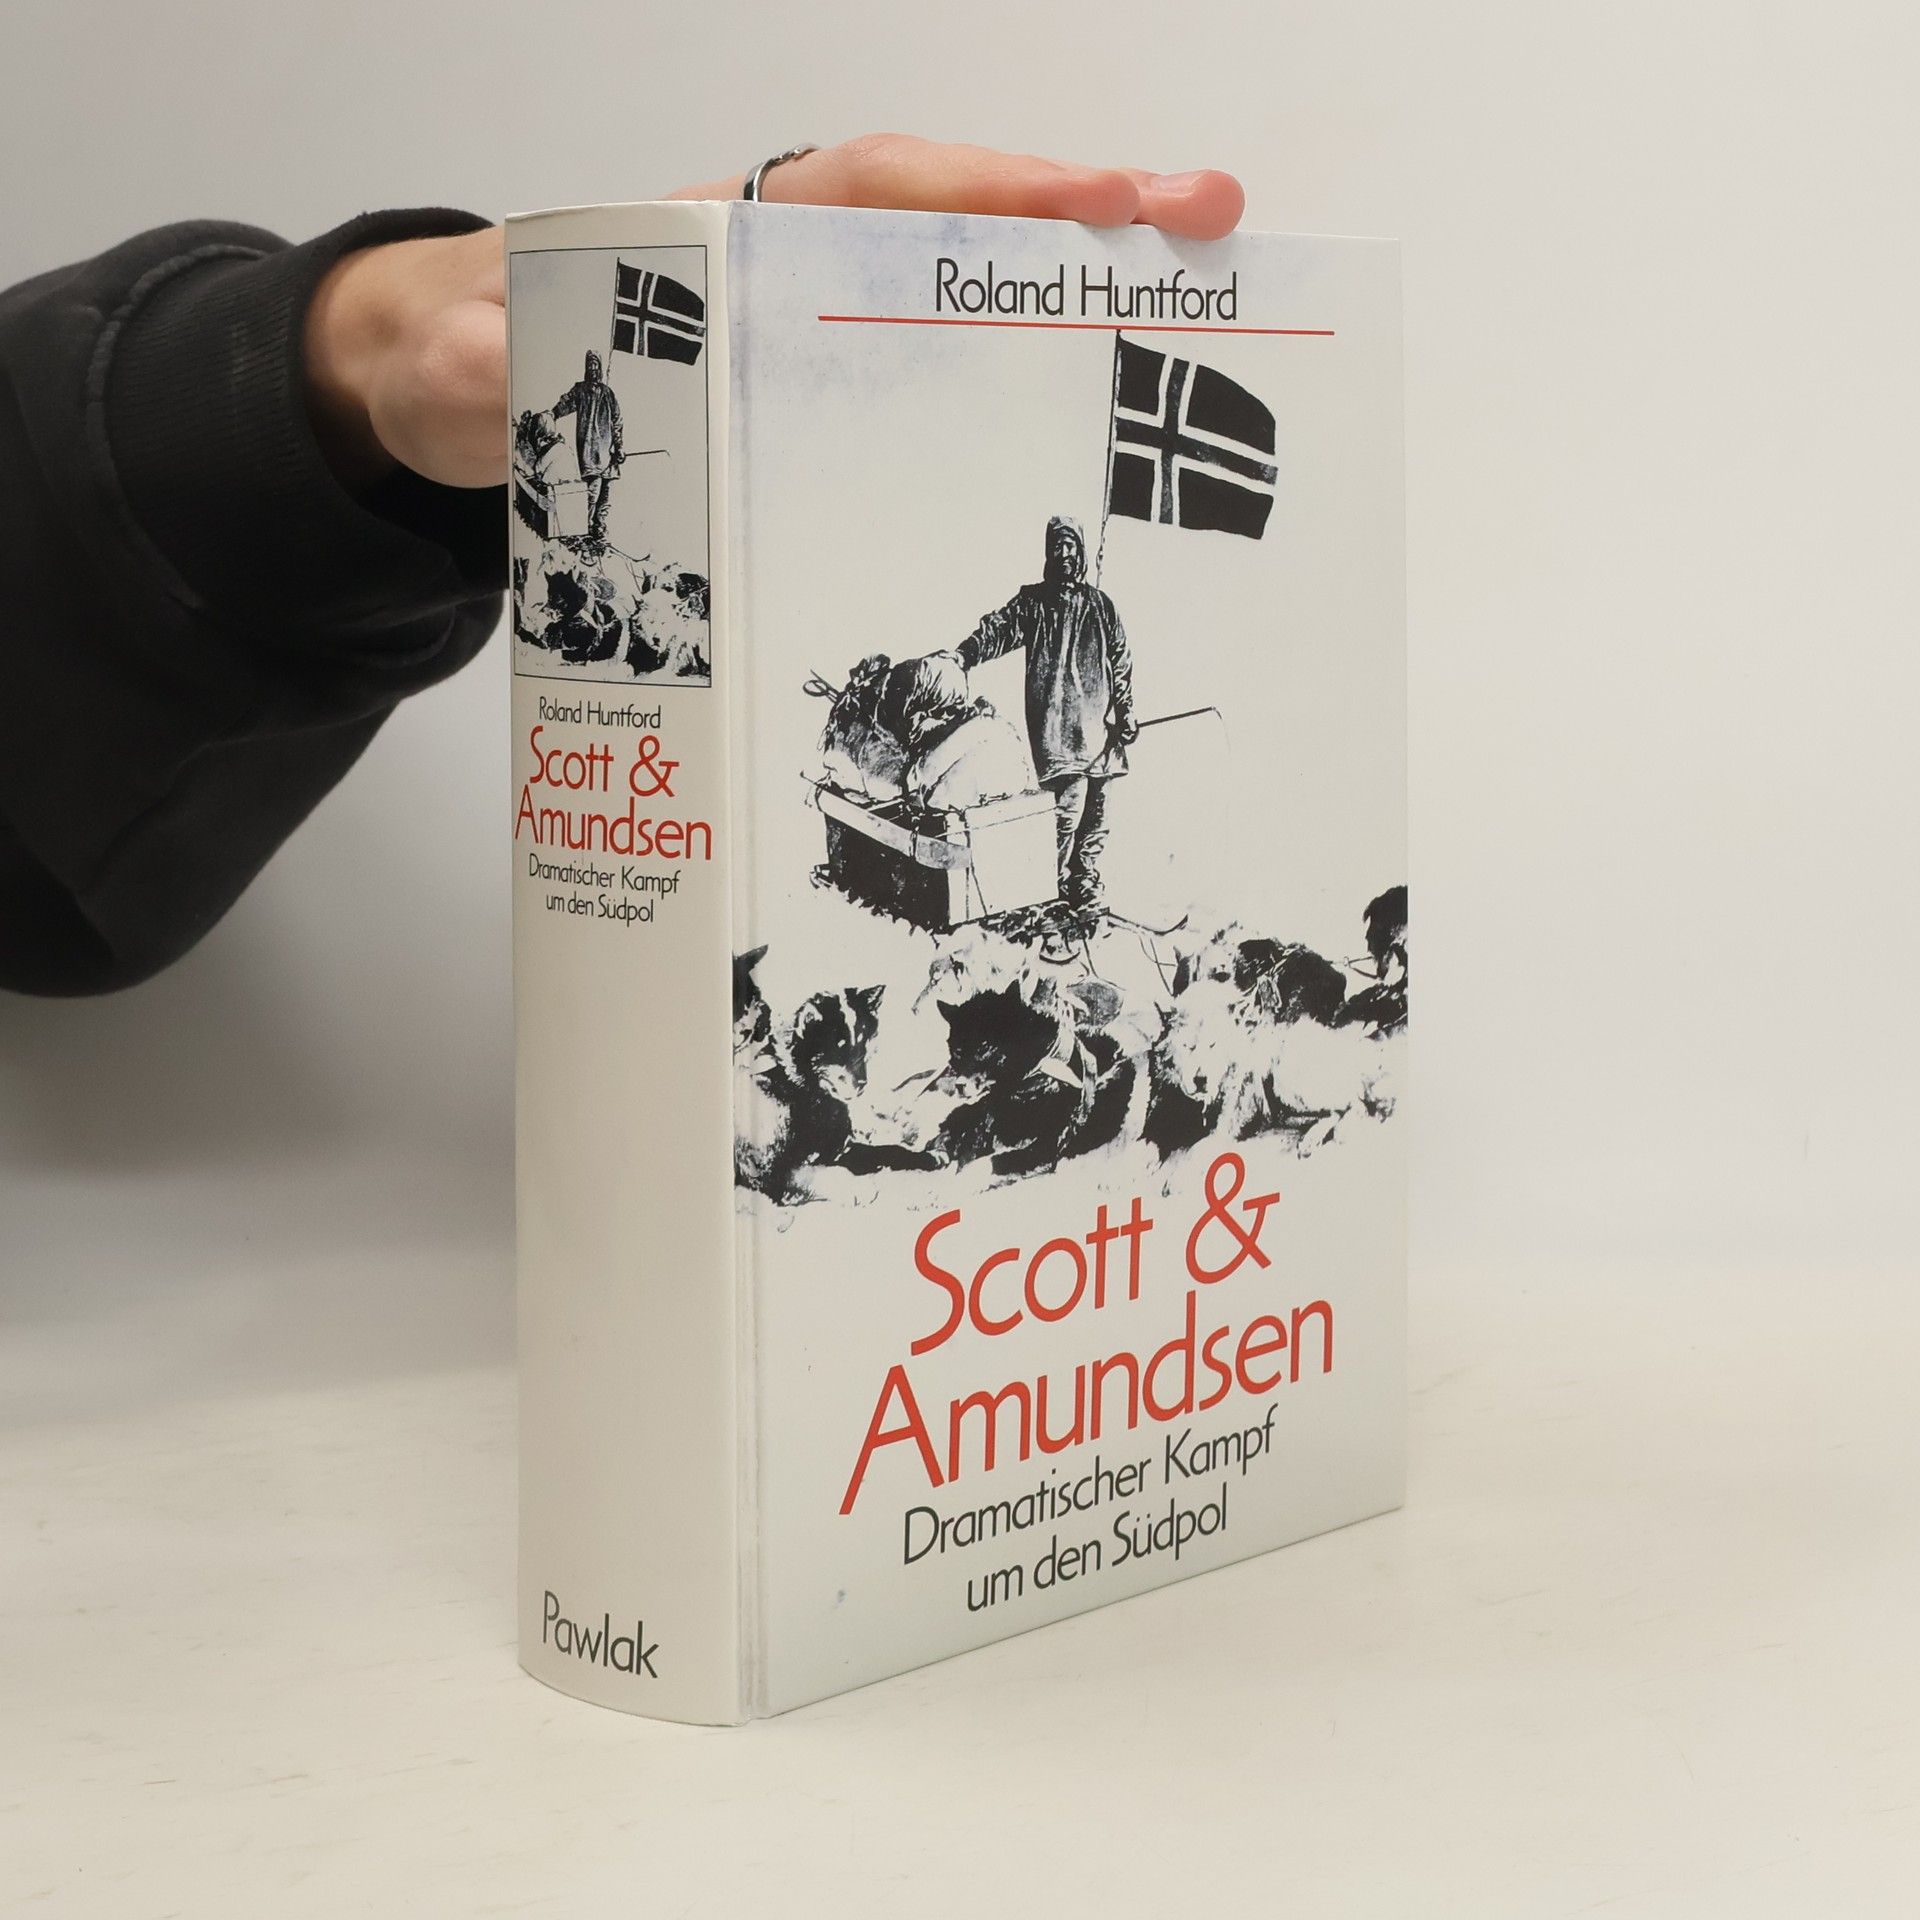 Roland Huntford
Scott &
Amundsen
Dramatischer Kampf
um den Südpol
Pawlak
Roland Huntford
Scott &
Amundsen
Dramatischer Kampf
um den Südpol